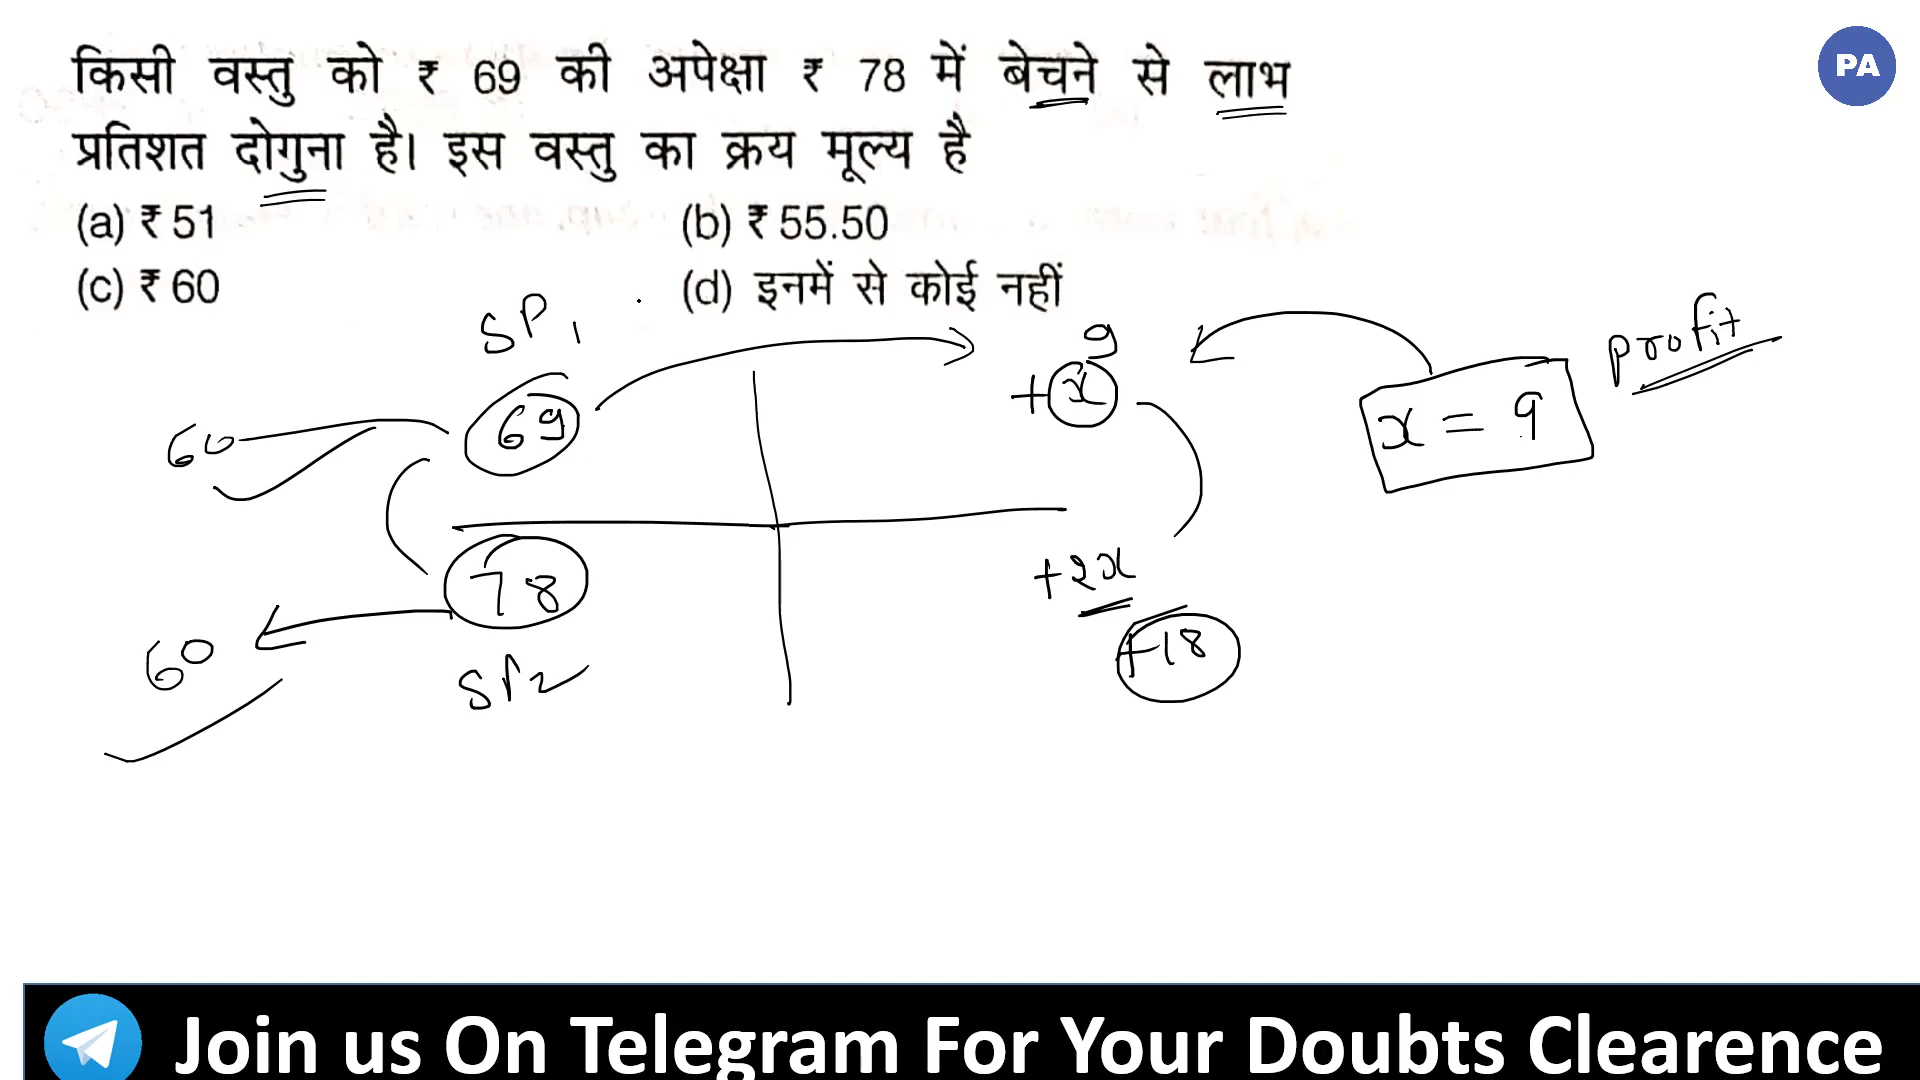 PA
किसी वस्तु को ₹ 69 की अपेक्षा ₹ 78 में बेचने से लाभ
प्रतिशत दोगुना है। इस वस्तु का क्रय मूल्य है
(a) ₹ 51 (b) ₹ 55.50
(c) ₹ 60 (d) इनमें से कोई नहीं
SP1
9
profit
+x
60 69
x = 9
78
+2x
60
+18
SP2
Join us On Telegram For Your Doubts Clearence